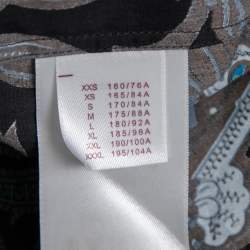 XXS 160/76A
XS 165/84A
S 170/84A
M 175/88A
L 180/92A
XL 185/98A
XXL 190/100A
XXXL 195/104A